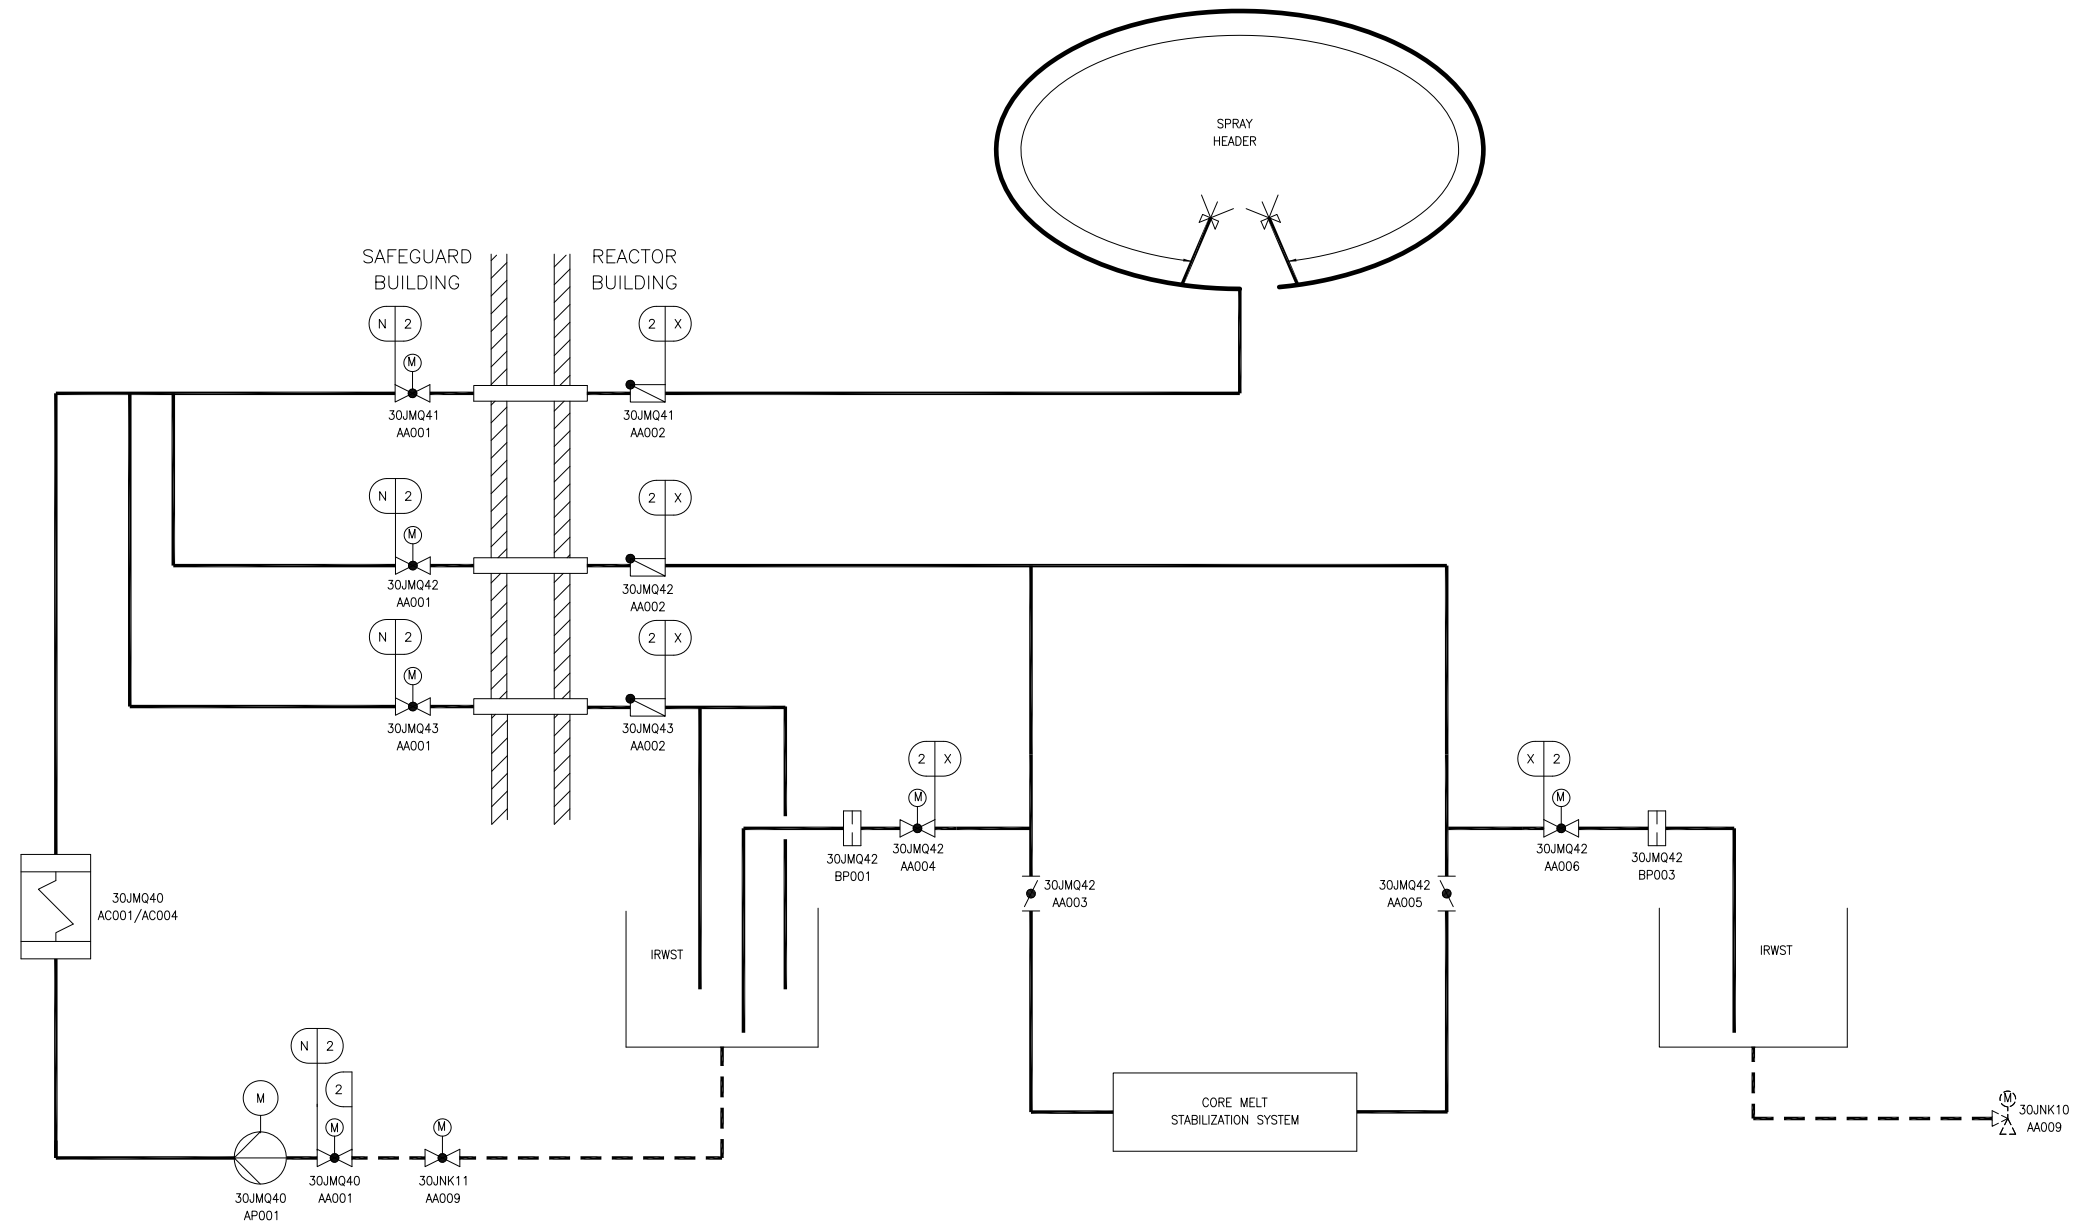 SPRAY
HEADER
SAFEGUARD
BUILDING
REACTOR
BUILDING
N 2
2 X
M
30JMQ41
AA001
30JMQ41
AA002
N 2
2 X
M
30JMQ42
AA001
30JMQ42
AA002
N 2
2 X
M
30JMQ43
AA001
30JMQ43
AA002
2 X
M
30JMQ42
BP001
30JMQ42
AA004
X 2
M
30JMQ42
AA006
30JMQ42
BP003
30JMQ42
AA003
30JMQ42
AA005
30JMQ40
AC001/AC004
IRWST
IRWST
N 2
2
M
M
M
30JMQ40
AP001
30JMQ40
AA001
30JNK11
AA009
CORE MELT
STABILIZATION SYSTEM
M
30JNK10
AA009